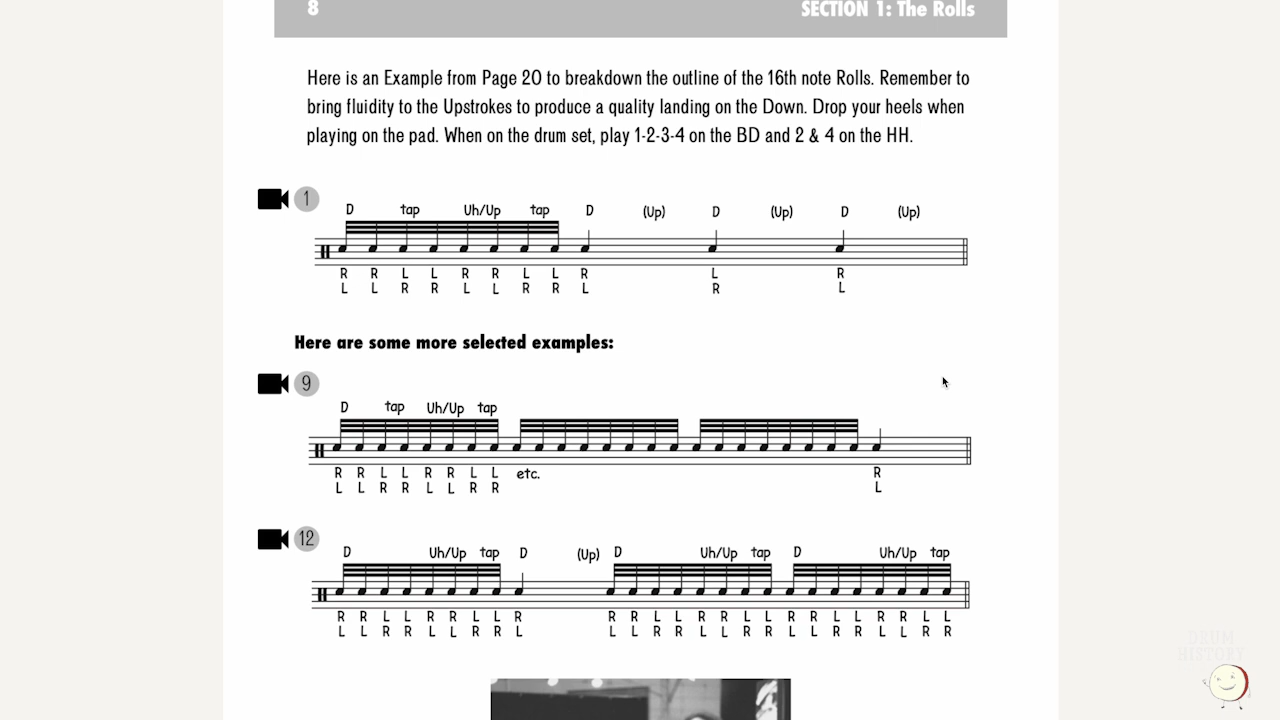 8 SECTION 1: The Rolls
Here is an Example from Page 20 to breakdown the outline of the 16th note Rolls. Remember to
bring fluidity to the Upstrokes to produce a quality landing on the Down. Drop your heels when
playing on the pad. When on the drum set, play 1-2-3-4 on the BD and 2 & 4 on the HH.
1
D tap Uh/Up tap D (Up) D (Up) D (Up)
R R L L R R L L R L R
L L R R L L R R L R L
Here are some more selected examples:
9
D tap Uh/Up tap
R R L L R R L L etc. R
L L R R L L R R L
12
D Uh/Up tap D (Up) D Uh/Up tap D Uh/Up tap
R R L L R R L L R R R L L R R L L R R L L R R L L
L L R R L L R R L L L R R L L R R L L R R L L R R
DRUM
HISTORY